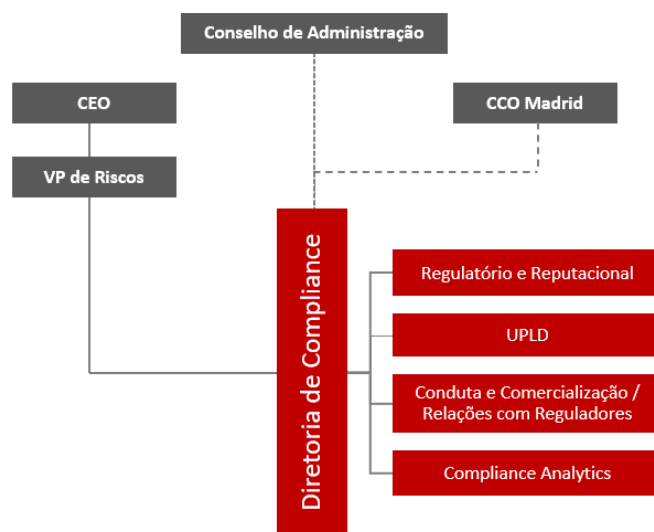 Conselho de Administração
CEO
CCO Madrid
VP de Riscos
Diretoria de Compliance
Regulatório e Reputacional
UPLD
Conduta e Comercialização /
Relações com Reguladores
Compliance Analytics